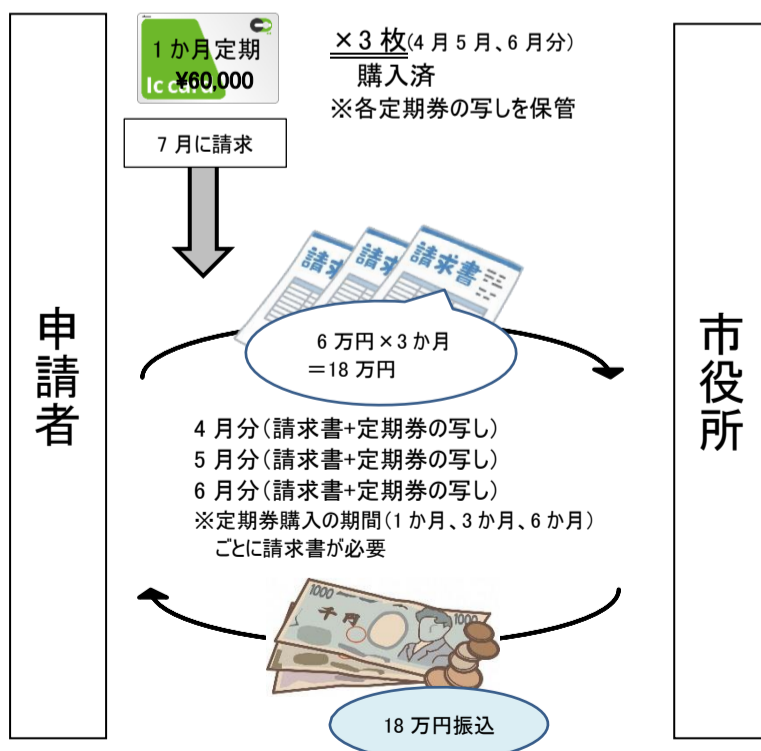 1か月定期
¥60,000
Ic card
×3枚(4月5月、6月分)
購入済
※各定期券の写しを保管
7月に請求
申請者
市役所
請求
請求
請求書
6万円×3か月
＝18万円
4月分(請求書+定期券の写し)
5月分(請求書+定期券の写し)
6月分(請求書+定期券の写し)
※定期券購入の期間(1か月、3か月、6か月)
ごとに請求書が必要
1000
千円
1000
18万円振込